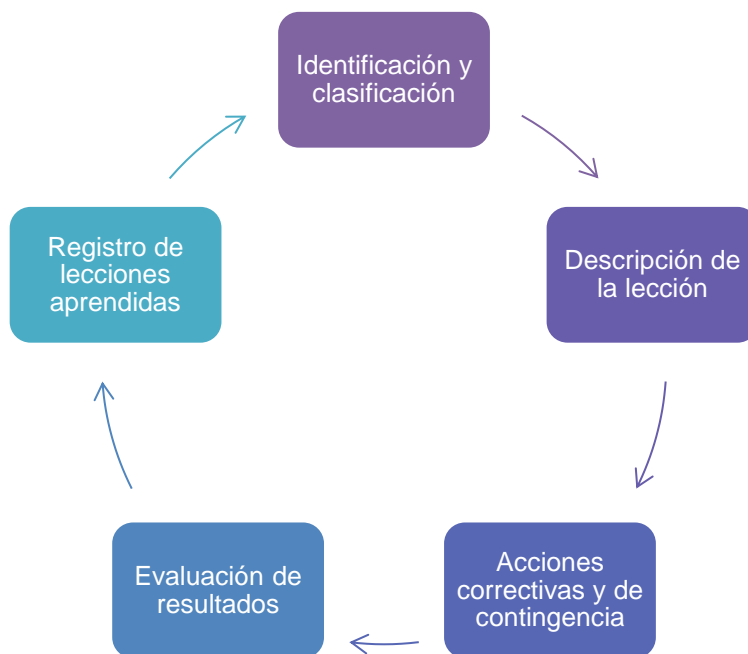 Identificación y
clasificación
Descripción de
la lección
Acciones
correctivas y de
contingencia
Evaluación de
resultados
Registro de
lecciones
aprendidas